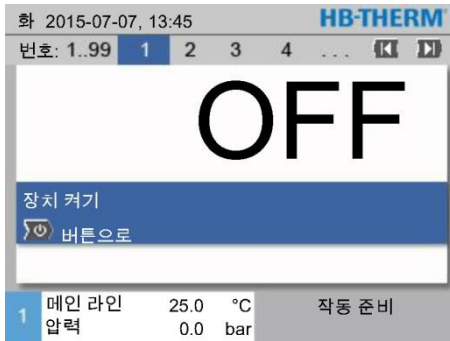 화 2015-07-07, 13:45 HB-THERM
번호: 1..99 1 2 3 4 ...
OFF
장치 켜기
버튼으로
1 메인 라인 25.0 °C 작동 준비
압력 0.0 bar